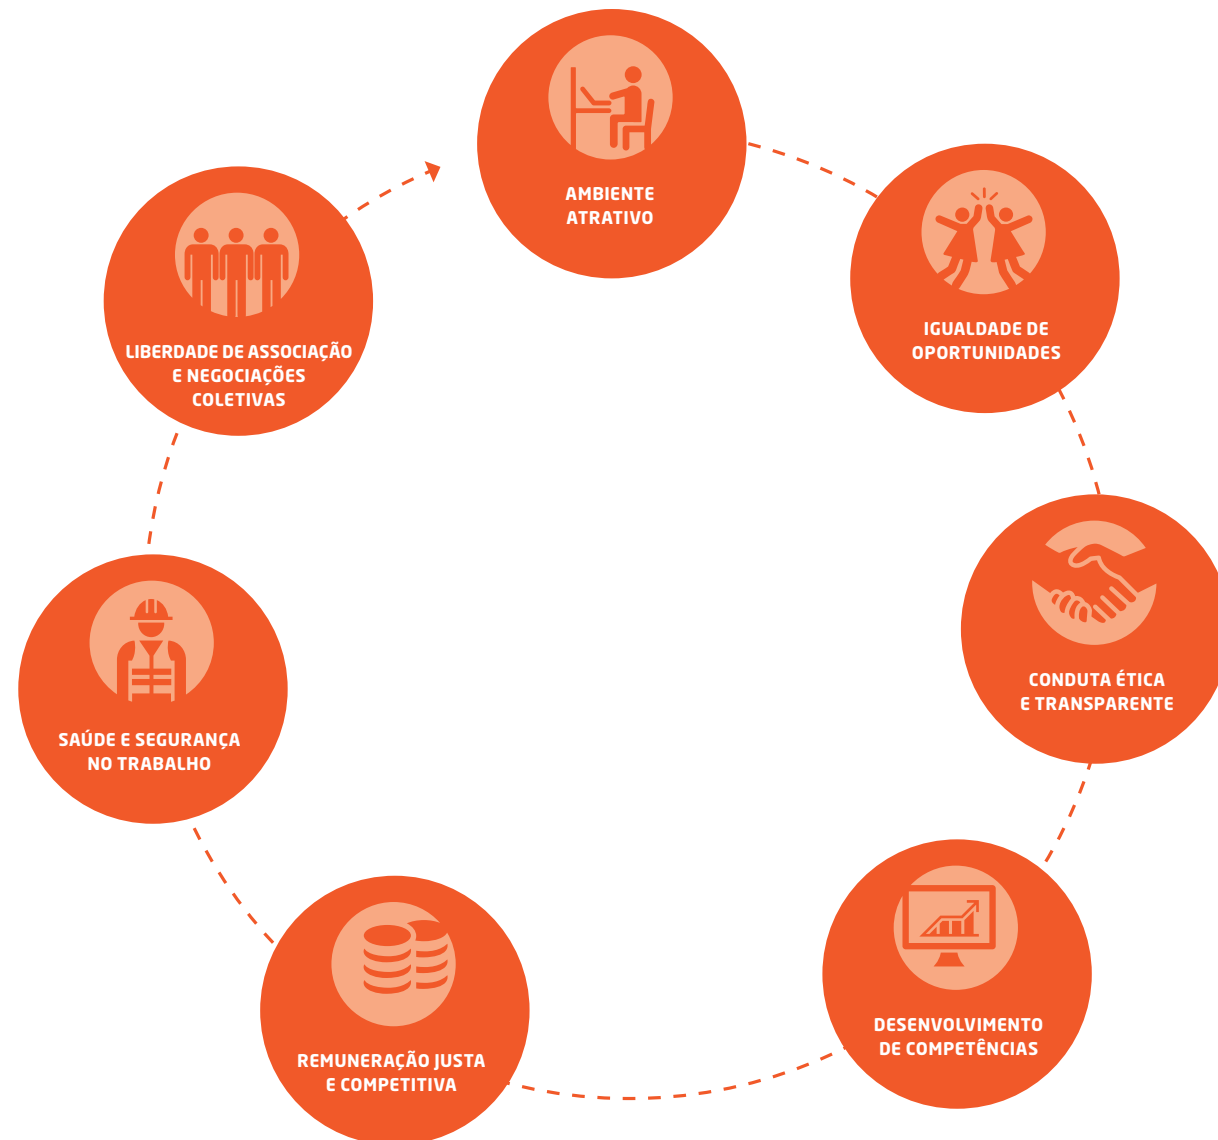 AMBIENTE
ATRATIVO
IGUALDADE DE
OPORTUNIDADES
CONDUTA ÉTICA
E TRANSPARENTE
DESENVOLVIMENTO
DE COMPETÊNCIAS
REMUNERAÇÃO JUSTA
E COMPETITIVA
SAÚDE E SEGURANÇA
NO TRABALHO
LIBERDADE DE ASSOCIAÇÃO
E NEGOCIAÇÕES
COLETIVAS